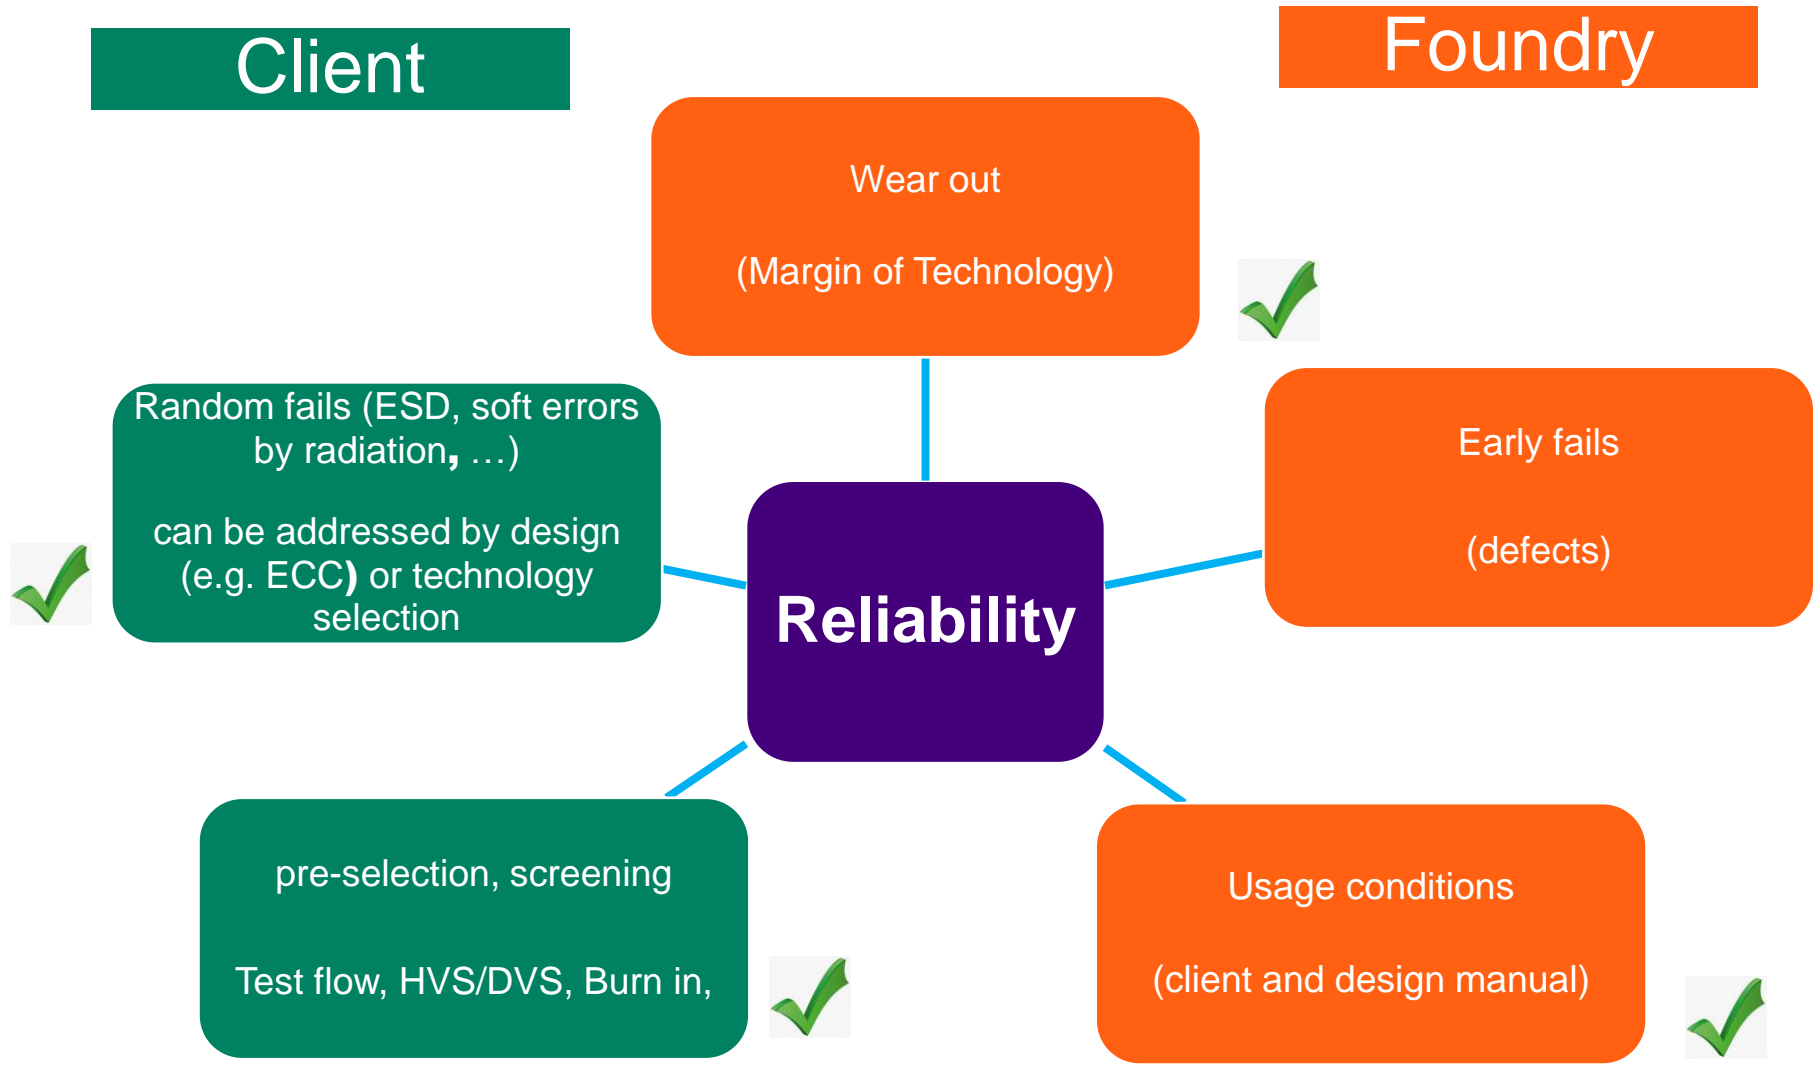 Client
Foundry
Wear out
(Margin of Technology)
Random fails (ESD, soft errors
by radiation, …)
can be addressed by design
(e.g. ECC) or technology
selection
Early fails
(defects)
Reliability
pre-selection, screening
Test flow, HVS/DVS, Burn in,
Usage conditions
(client and design manual)